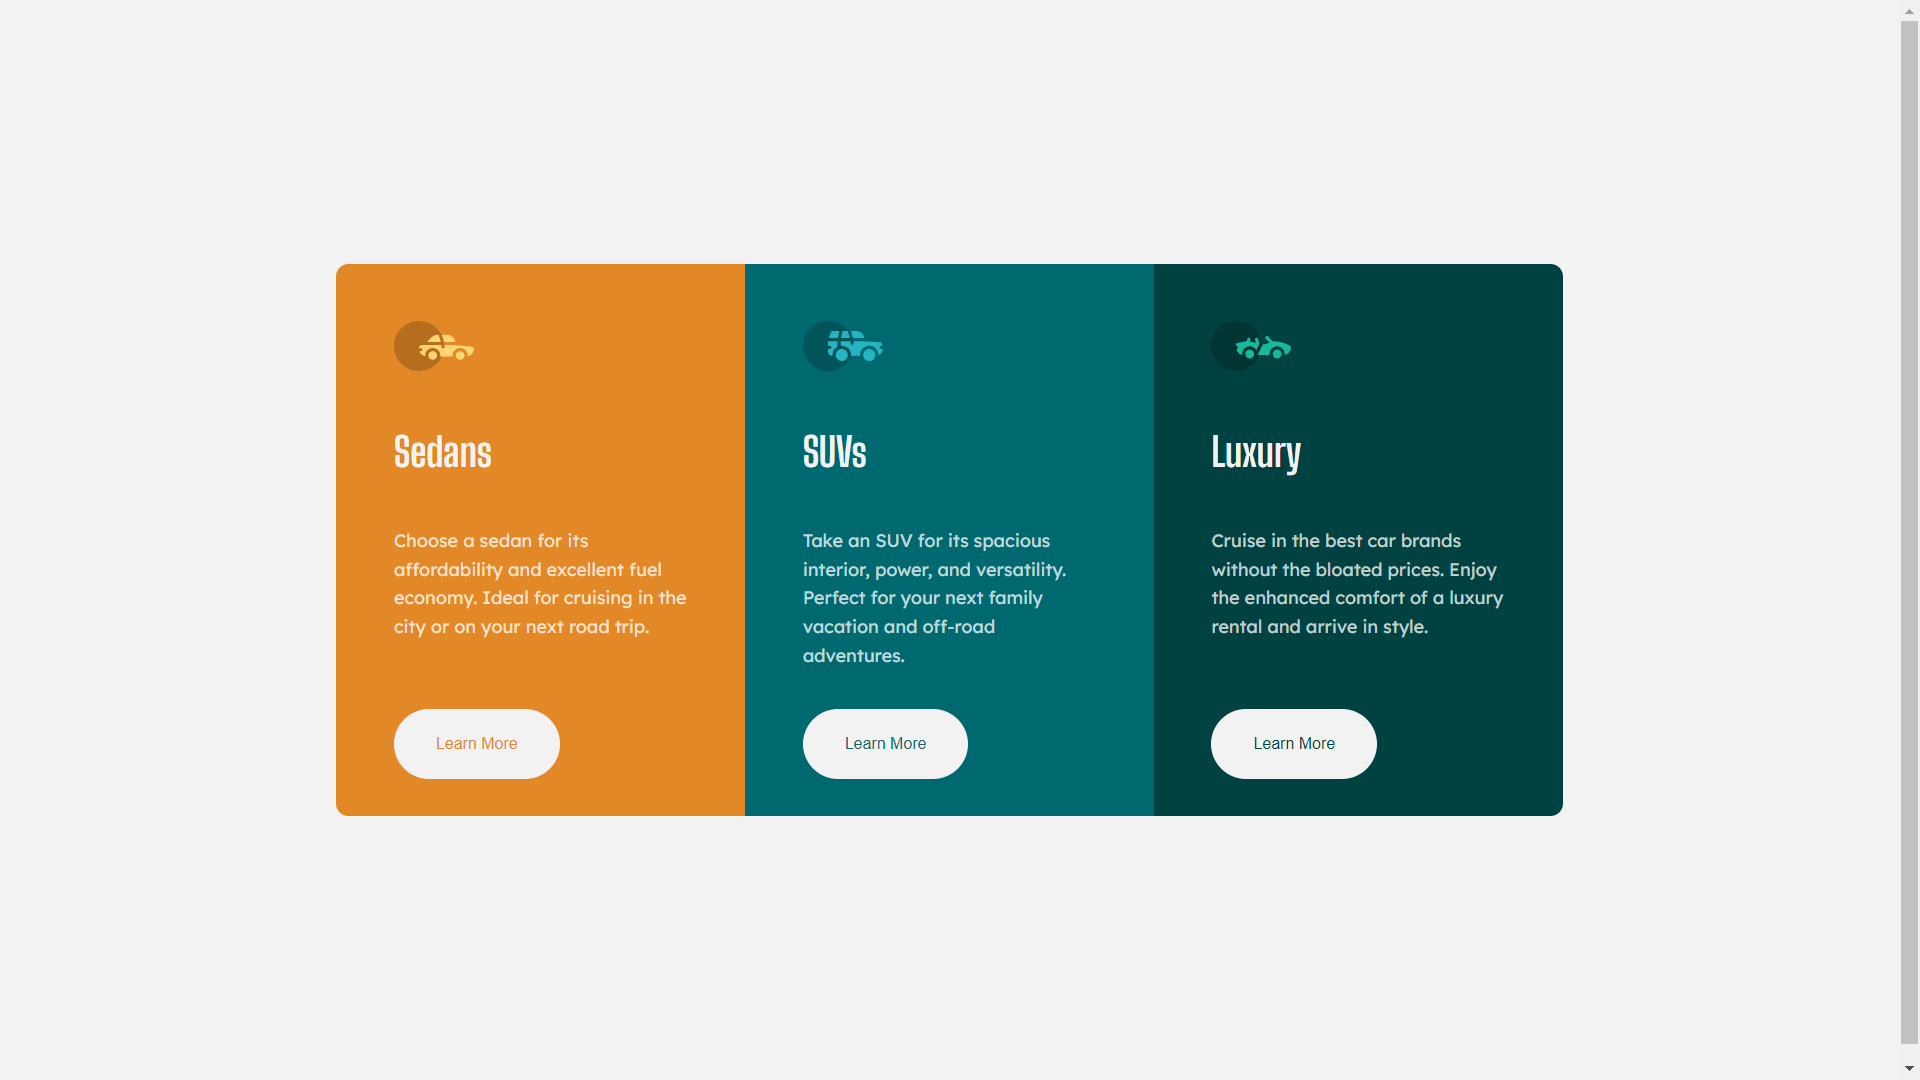 Sedans
Choose a sedan for its
affordability and excellent fuel
economy. Ideal for cruising in the
city or on your next road trip.
Learn More
SUVs
Take an SUV for its spacious
interior, power, and versatility.
Perfect for your next family
vacation and off-road
adventures.
Learn More
Luxury
Cruise in the best car brands
without the bloated prices. Enjoy
the enhanced comfort of a luxury
rental and arrive in style.
Learn More